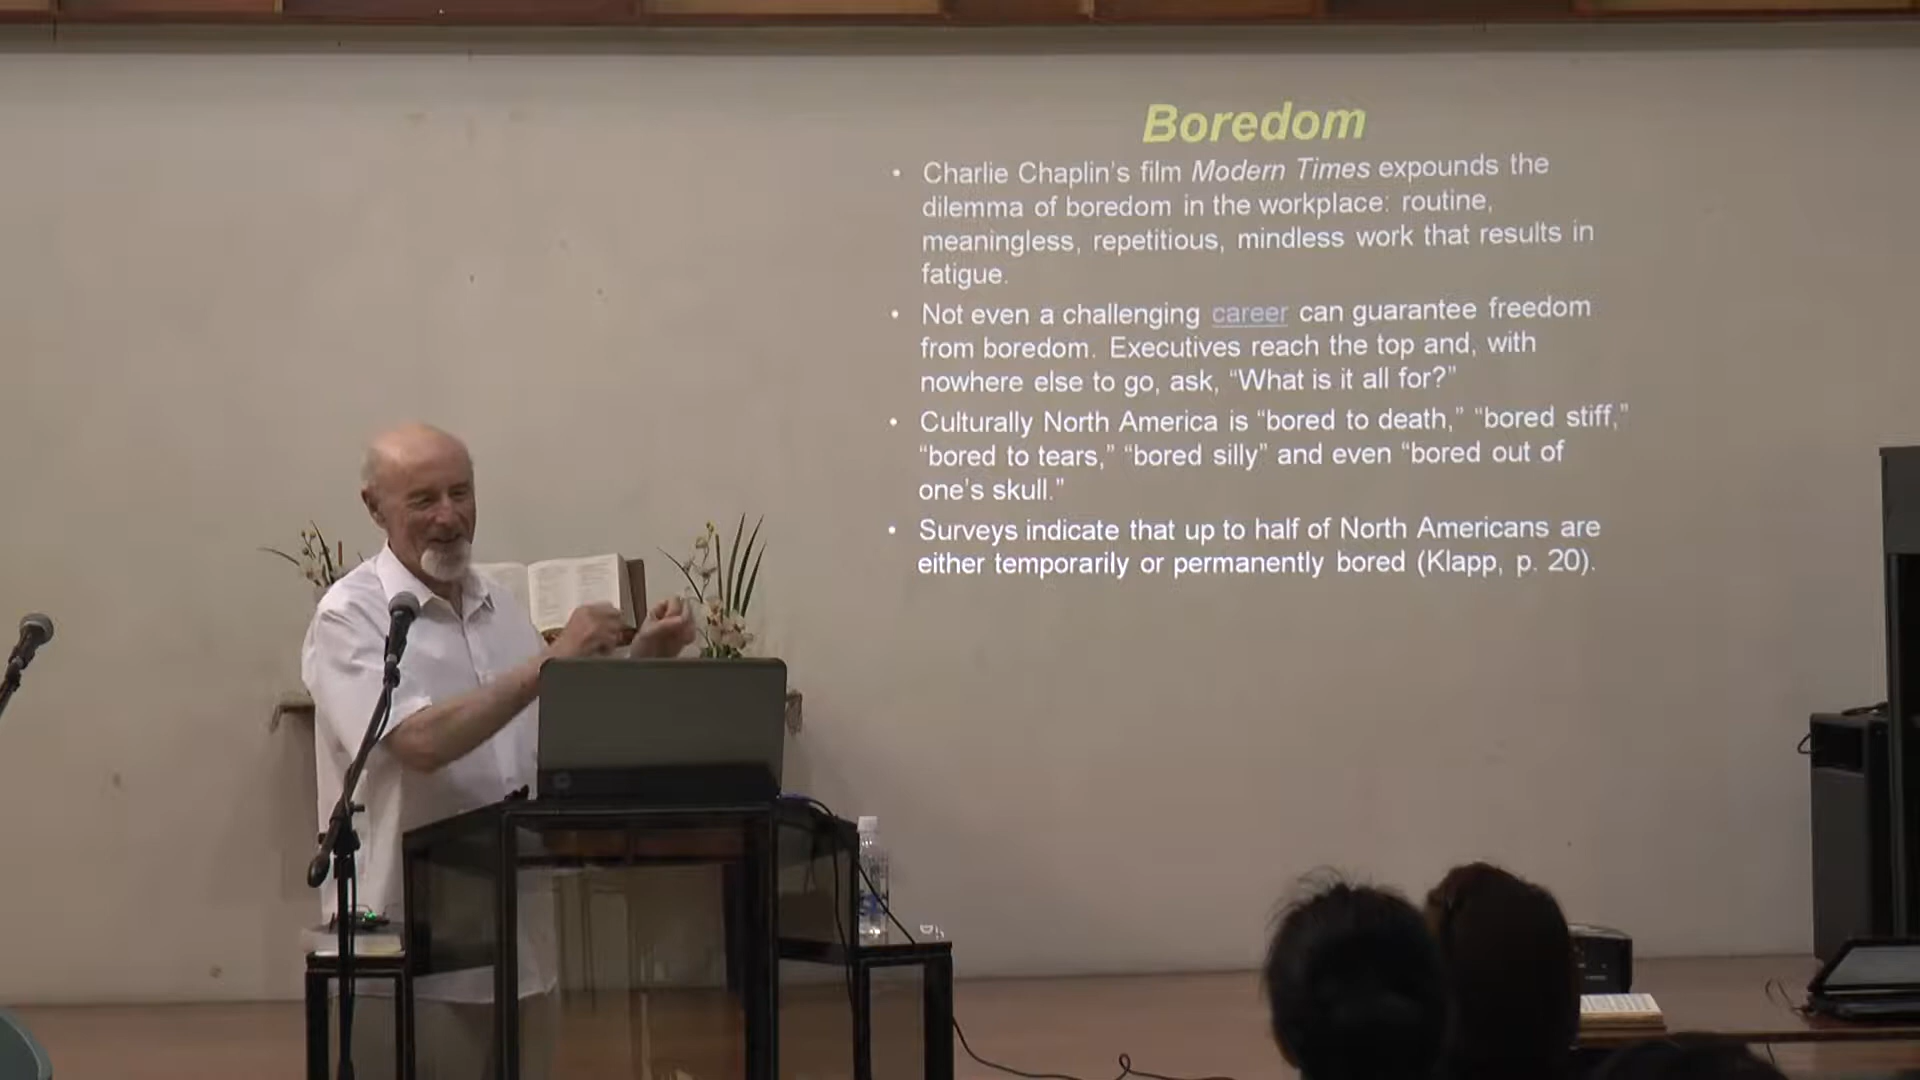 Boredom
• Charlie Chaplin's film Modern Times expounds the
dilemma of boredom in the workplace: routine,
meaningless, repetitious, mindless work that results in
fatigue.
• Not even a challenging career can guarantee freedom
from boredom. Executives reach the top and, with
nowhere else to go, ask, “What is it all for?”
• Culturally North America is “bored to death,” “bored stiff,”
“bored to tears,” “bored silly” and even “bored out of
one’s skull.”
• Surveys indicate that up to half of North Americans are
either temporarily or permanently bored (Klapp, p. 20).